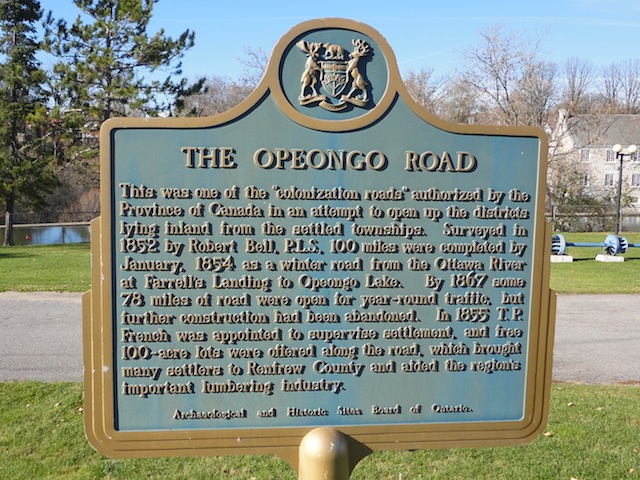 THE OPEONGO ROAD
This was one of the "colonization roads" authorized by the
Province of Canada in an attempt to open up the districts
lying inland from the settled townships. Surveyed in
1852 by Robert Bell, P.L.S., 100 miles were completed by
January, 1854 as a winter road from the Ottawa River
at Farrell's Landing to Opeongo Lake. By 1867 some
78 miles of road were open for year-round traffic, but
further construction had been abandoned. In 1855 T.P.
French was appointed to supervise settlement, and free
100-acre lots were offered along the road, which brought
many settlers to Renfrew County and aided the region's
important lumbering industry.
Archaeological and Historic Sites Board of Ontario.